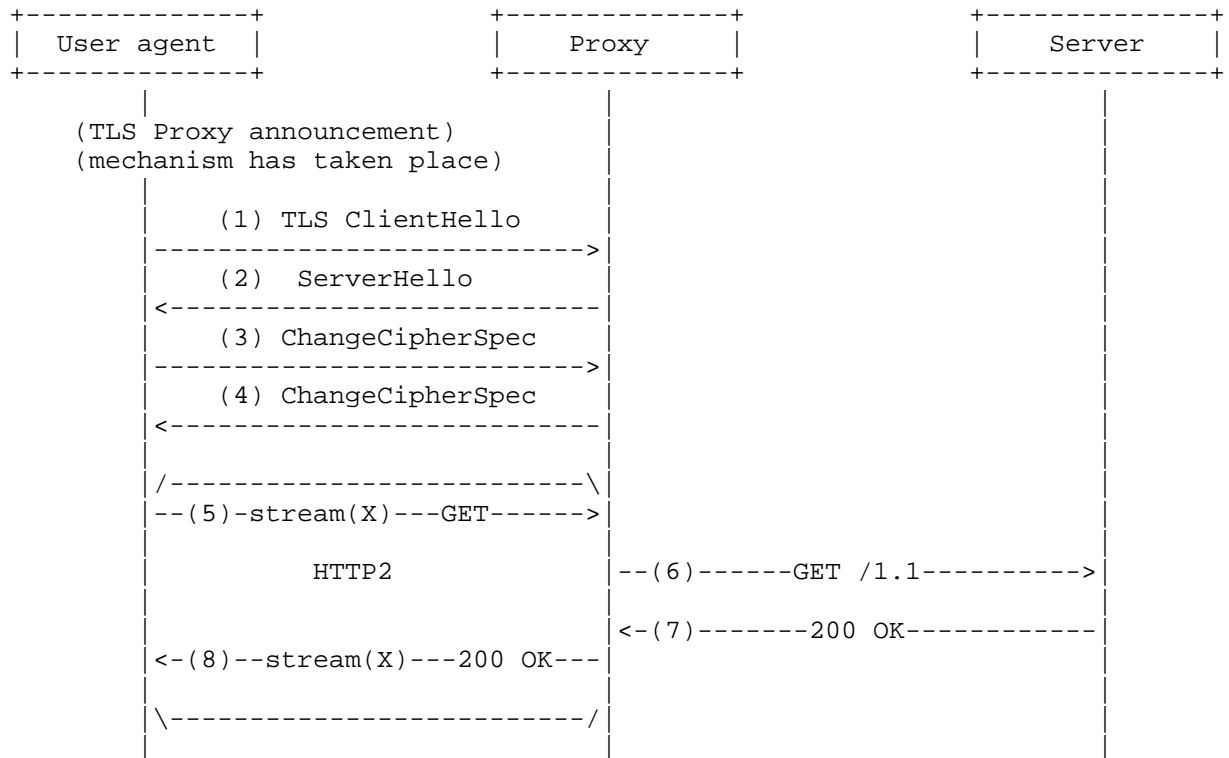 User agent Proxy Server
(TLS Proxy announcement)
(mechanism has taken place)
(1) TLS ClientHello
(2) ServerHello
(3) ChangeCipherSpec
(4) ChangeCipherSpec
--(5)-stream(X)---GET------>
HTTP2 --(6)------GET /1.1---------->
<-(7)-------200 OK------------
<-(8)--stream(X)---200 OK---